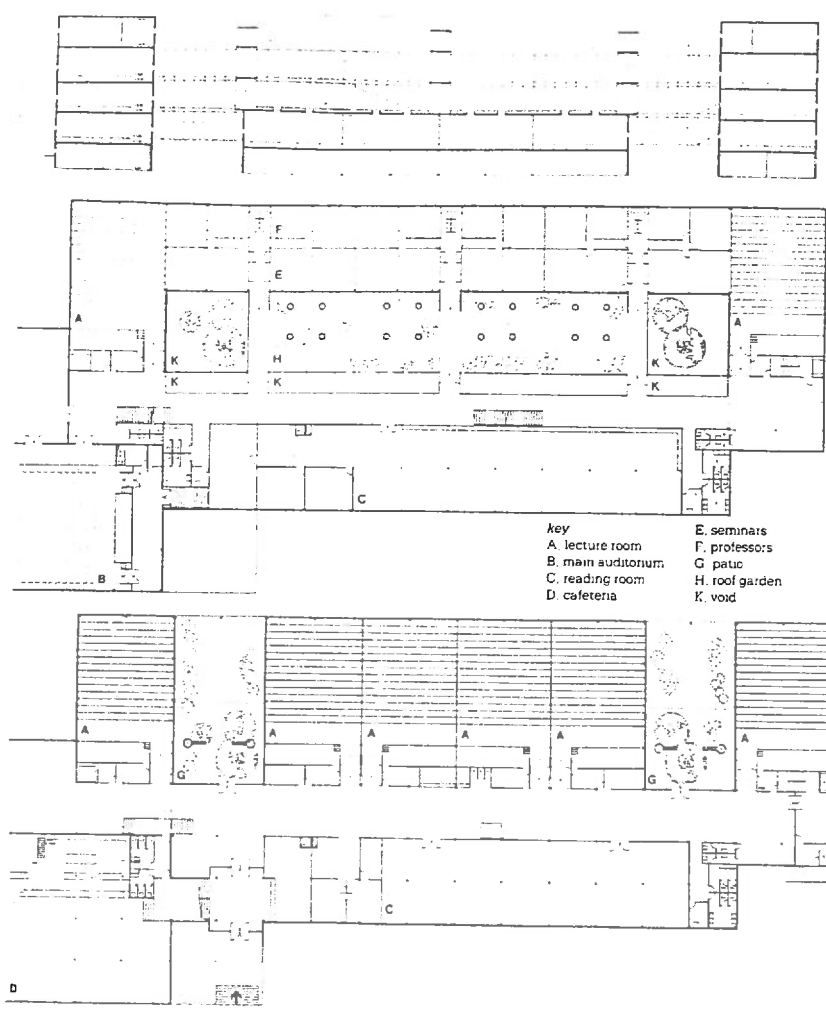 F
E
A
A
K
H
K
K
K
K
C
B
key
A. lecture room
B. main auditorium
C. reading room
D. cafeteria
E. seminars
F. professors
G. patio
H. roof garden
K. void
A
A
A
A
A
A
G
G
C
D